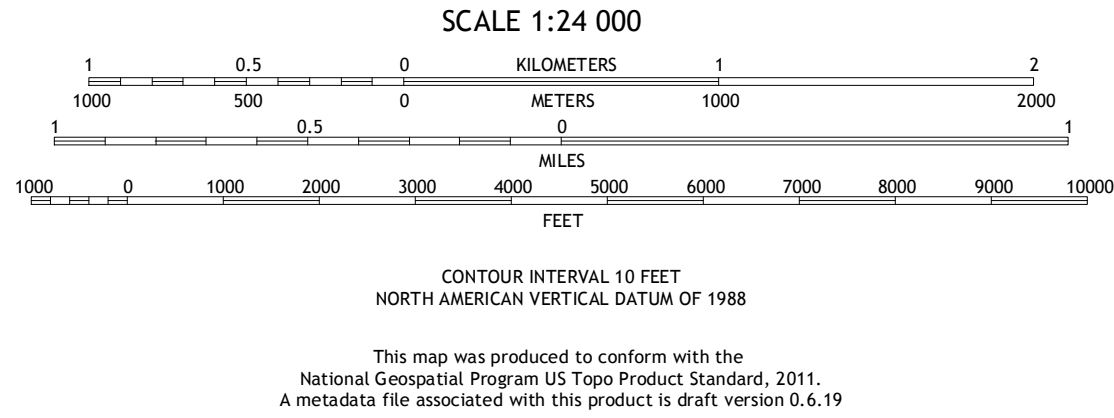 SCALE 1:24 000
1 0.5 0 KILOMETERS 1 2
1000 500 0 METERS 1000 2000
1 0.5 0 1
MILES
1000 0 1000 2000 3000 4000 5000 6000 7000 8000 9000 10000
FEET
CONTOUR INTERVAL 10 FEET
NORTH AMERICAN VERTICAL DATUM OF 1988
This map was produced to conform with the
National Geospatial Program US Topo Product Standard, 2011.
A metadata file associated with this product is draft version 0.6.19